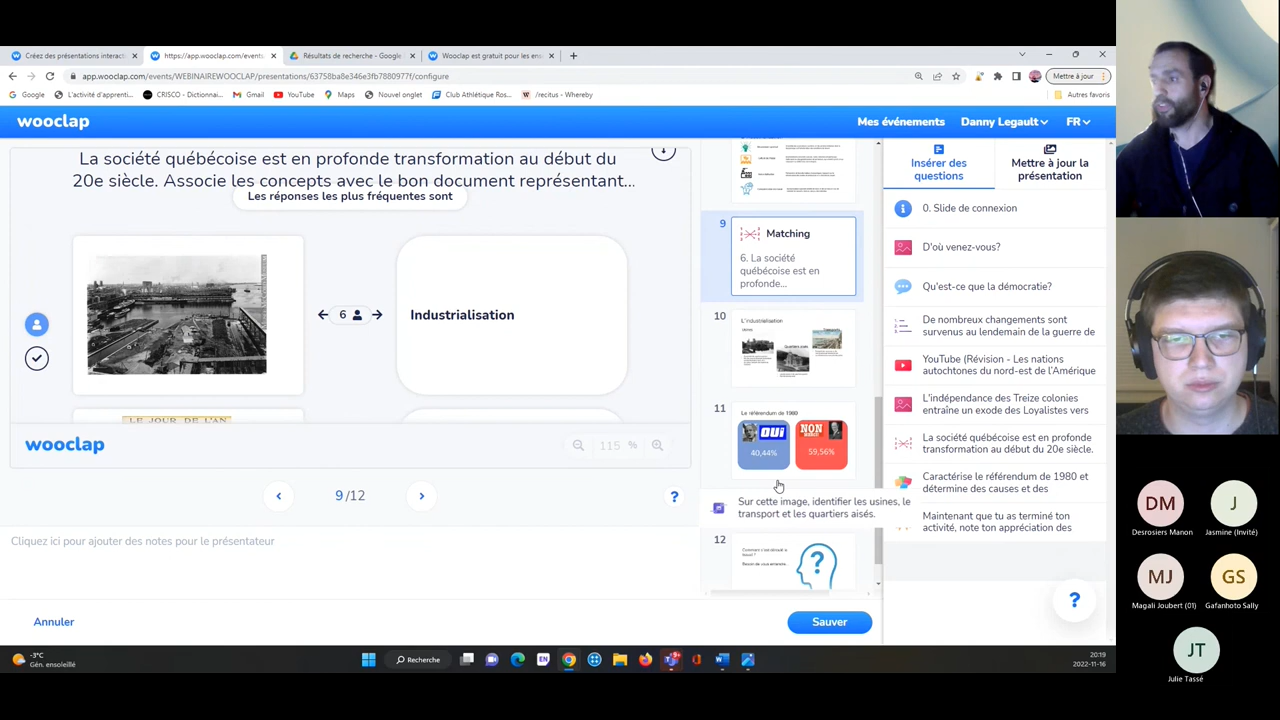 Créez des présentations interact
https://app.wooclap.com/events
Résultats de recherche - Google
Wooclap est gratuit pour les en
app.wooclap.com/events/WEBINAIREWOOCLAP/presentations/63758ba8e346e3fb7880977f/configure
Mettre à jour
Google
L'activité d'apprenti...
CRISCO - Dictionnai...
Gmail
YouTube
Maps
Nouvel onglet
Club Athlétique Ros...
/recitus - Whereby
Autres favoris
wooclap
Mes événements
Danny Legault
FR
La société québécoise est en profonde transformation au début du
20e siècle. Associe les concepts avec le bon document représentant...
Les réponses les plus fréquentes sont
6
Industrialisation
LE JOUR DE L'AN
wooclap
115 %
9 /12
?
Cliquez ici pour ajouter des notes pour le présentateur
Annuler
Sauver
9
Matching
6. La société
québécoise est en
profonde...
10
L'industrialisation
11
Le référendum de 1980
OUI
NON
40,44%
59,56%
Sur cette image, identifier les usines, le
transport et les quartiers aisés.
12
?
Insérer des
questions
Mettre à jour la
présentation
0. Slide de connexion
D'où venez-vous?
Qu'est-ce que la démocratie?
De nombreux changements sont
survenus au lendemain de la guerre de
YouTube (Révision - Les nations
autochtones du nord-est de l'Amérique
L'indépendance des Treize colonies
entraîne un exode des Loyalistes vers
La société québécoise est en profonde
transformation au début du 20e siècle.
Caractérise le référendum de 1980 et
détermine des causes et des
Maintenant que tu as terminé ton
activité, note ton appréciation des
?
-3°C
Gén. ensoleillé
Recherche
EN
20:19
2022-11-16
DM
Desrosiers Manon
J
Jasmine (Invité)
MJ
Magali Joubert (01)
GS
Gafanhoto Sally
JT
Julie Tassé